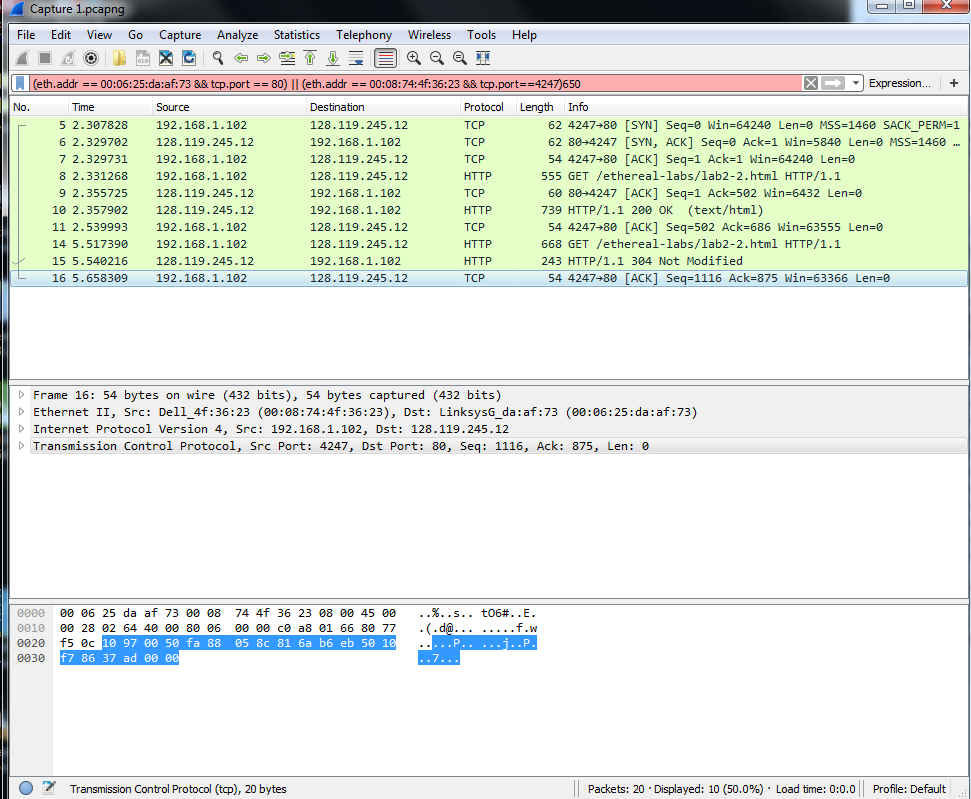 Capture 1.pcapng
File Edit View Go Capture Analyze Statistics Telephony Wireless Tools Help
(eth.addr == 00:06:25:da:af:73 && tcp.port == 80) || (eth.addr == 00:08:74:4f:36:23 && tcp.port==4247)650 Expression... +
No. Time Source Destination Protocol Length Info
5 2.307828 192.168.1.102 128.119.245.12 TCP 62 4247→80 [SYN] Seq=0 Win=64240 Len=0 MSS=1460 SACK_PERM=1
6 2.329702 128.119.245.12 192.168.1.102 TCP 62 80→4247 [SYN, ACK] Seq=0 Ack=1 Win=5840 Len=0 MSS=1460 …
7 2.329731 192.168.1.102 128.119.245.12 TCP 54 4247→80 [ACK] Seq=1 Ack=1 Win=64240 Len=0
8 2.331268 192.168.1.102 128.119.245.12 HTTP 555 GET /ethereal-labs/lab2-2.html HTTP/1.1
9 2.355725 128.119.245.12 192.168.1.102 TCP 60 80→4247 [ACK] Seq=1 Ack=502 Win=6432 Len=0
10 2.357902 128.119.245.12 192.168.1.102 HTTP 739 HTTP/1.1 200 OK (text/html)
11 2.539993 192.168.1.102 128.119.245.12 TCP 54 4247→80 [ACK] Seq=502 Ack=686 Win=63555 Len=0
14 5.517390 192.168.1.102 128.119.245.12 HTTP 668 GET /ethereal-labs/lab2-2.html HTTP/1.1
15 5.540216 128.119.245.12 192.168.1.102 HTTP 243 HTTP/1.1 304 Not Modified
16 5.658309 192.168.1.102 128.119.245.12 TCP 54 4247→80 [ACK] Seq=1116 Ack=875 Win=63366 Len=0
Frame 16: 54 bytes on wire (432 bits), 54 bytes captured (432 bits)
Ethernet II, Src: Dell_4f:36:23 (00:08:74:4f:36:23), Dst: LinksysG_da:af:73 (00:06:25:da:af:73)
Internet Protocol Version 4, Src: 192.168.1.102, Dst: 128.119.245.12
Transmission Control Protocol, Src Port: 4247, Dst Port: 80, Seq: 1116, Ack: 875, Len: 0
0000 00 06 25 da af 73 00 08 74 4f 36 23 08 00 45 00 ..%..s.. tO6#..E.
0010 00 28 02 64 40 00 80 06 00 00 c0 a8 01 66 80 77 .(.d@... .....f.w
0020 f5 0c 10 97 00 50 fa 88 05 8c 81 6a b6 eb 50 10 .....P.. ...j..P.
0030 f7 86 37 ad 00 00 ..7...
Transmission Control Protocol (tcp), 20 bytes Packets: 20 · Displayed: 10 (50.0%) · Load time: 0:0.0 Profile: Default